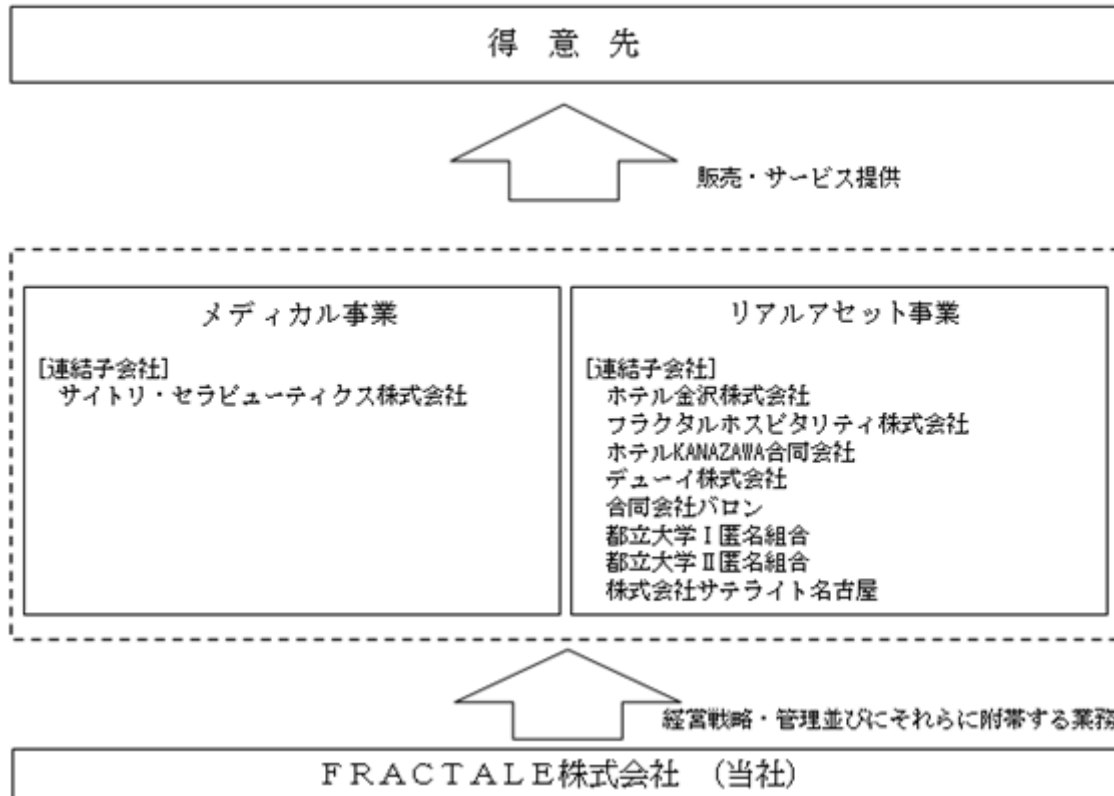 得 意 先
販売・サービス提供
メディカル事業
[連結子会社]
サイトリ・セラピューティクス株式会社
リアルアセット事業
[連結子会社]
ホテル金沢株式会社
フラクタルホスピタリティ株式会社
ホテルKANAZAWA合同会社
デューイ株式会社
合同会社バロン
都立大学Ⅰ匿名組合
都立大学Ⅱ匿名組合
株式会社サテライト名古屋
経営戦略・管理並びにそれらに附帯する業務
ＦＲＡＣＴＡＬＥ株式会社 (当社)